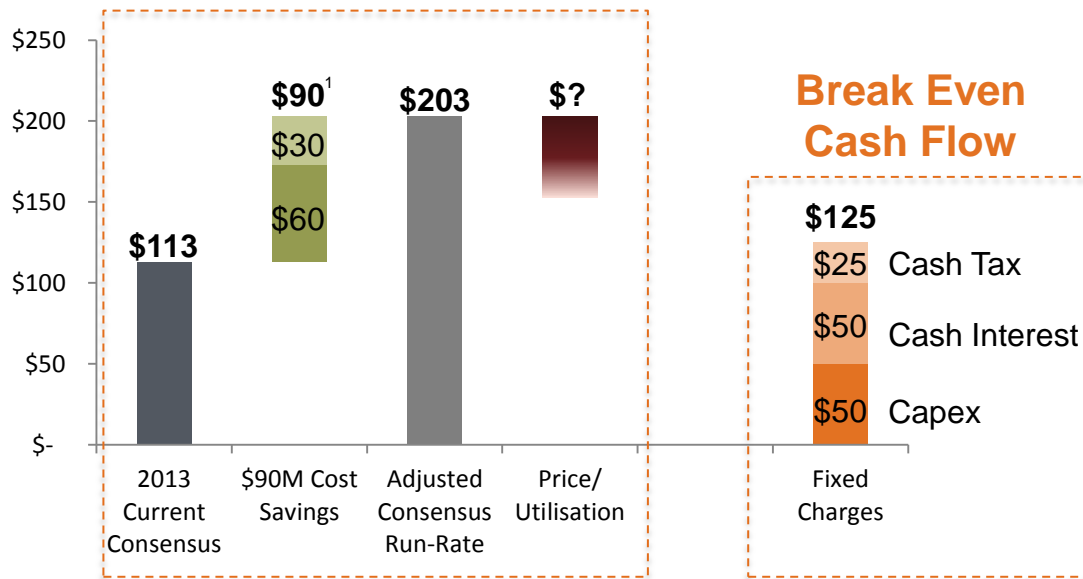 $250
$200
$150
$100
$50
$-
$113
$90¹
$30
$60
$203
$?
Break Even
Cash Flow
$125
$25 Cash Tax
$50 Cash Interest
$50 Capex
2013
Current
Consensus
$90M Cost
Savings
Adjusted
Consensus
Run-Rate
Price/
Utilisation
Fixed
Charges